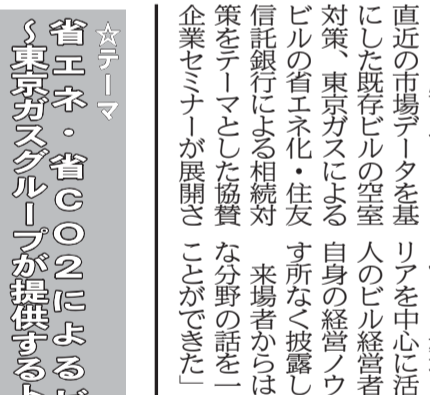 直近の市場データを基
にした既存ビルの空室
対策、東京ガスによる
ビルの省エネ化・住友
信託銀行による相続対
策をテーマとした協賛
企業セミナーが展開さ
リアを中心に活
人のビル経営者
自身の経営ノウ
す所なく披露し
来場者からは
な分野の話を一
ことができた」
☆テーマ
省エネ・省CO2による
～東京ガスグループが提供する